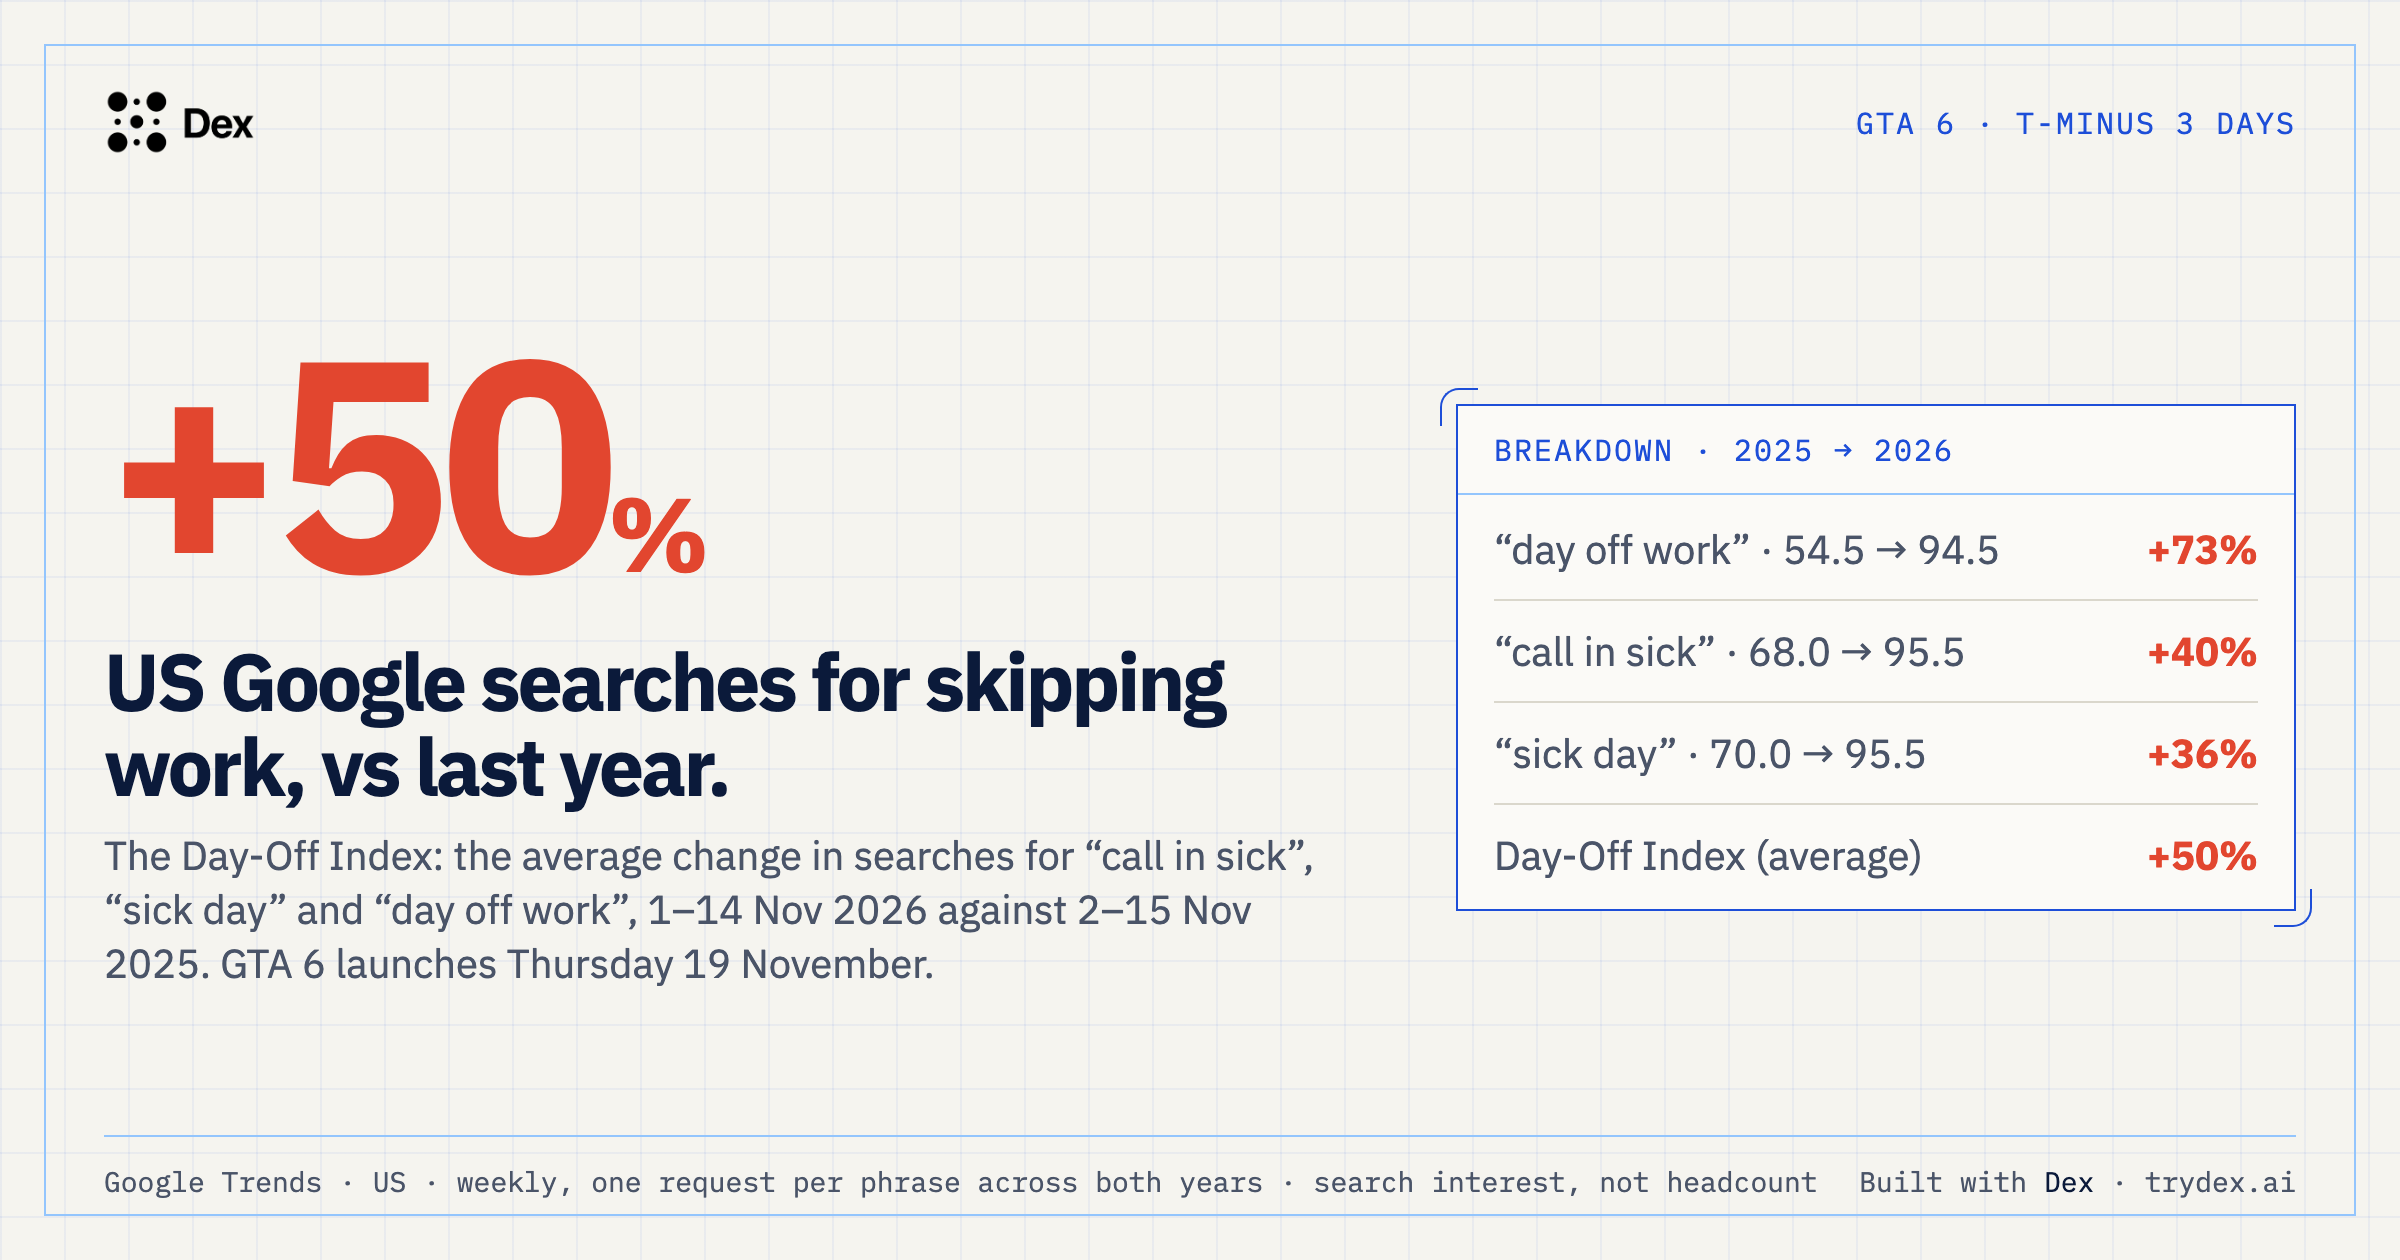 Dex
GTA 6 · T-MINUS 3 DAYS
+50%
US Google searches for skipping
work, vs last year.
The Day-Off Index: the average change in searches for “call in sick”,
“sick day” and “day off work”, 1–14 Nov 2026 against 2–15 Nov
2025. GTA 6 launches Thursday 19 November.
BREAKDOWN · 2025 → 2026
“day off work” · 54.5 → 94.5 +73%
“call in sick” · 68.0 → 95.5 +40%
“sick day” · 70.0 → 95.5 +36%
Day-Off Index (average) +50%
Google Trends · US · weekly, one request per phrase across both years · search interest, not headcount
Built with Dex · trydex.ai